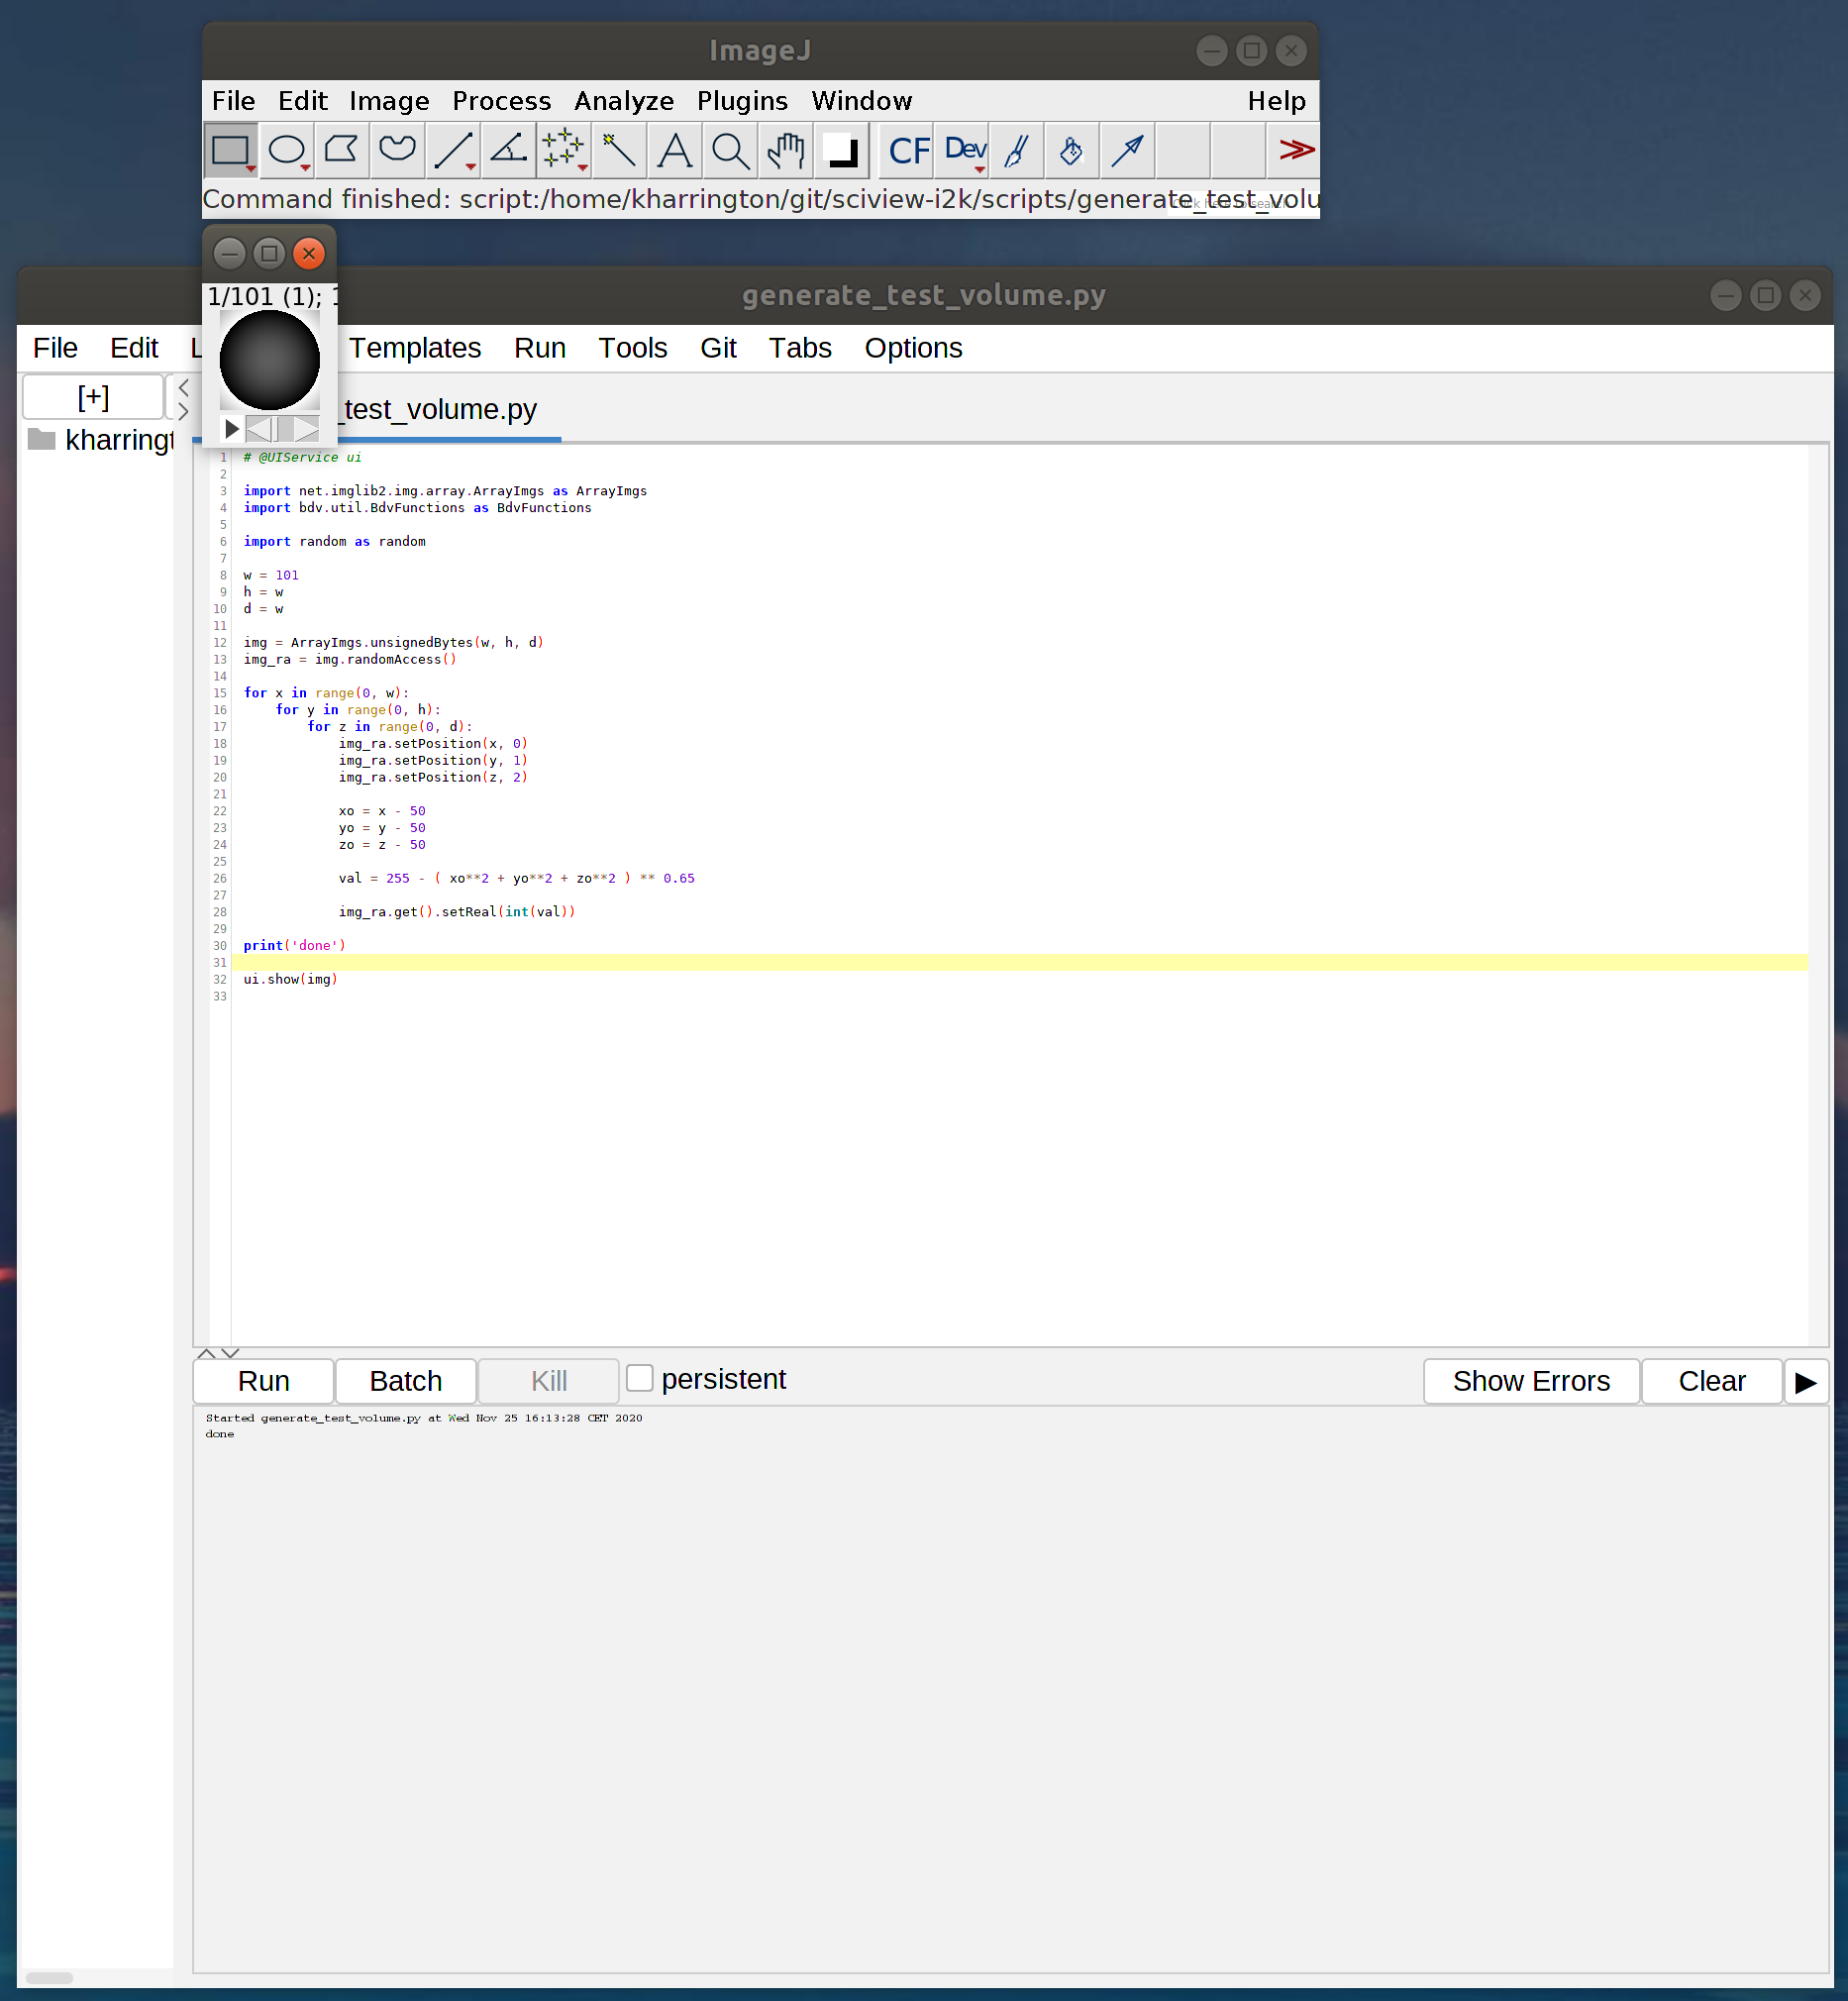 ImageJ
File Edit Image Process Analyze Plugins Window Help
CF Dev
Command finished: script:/home/kharrington/git/sciview-i2k/scripts/generate_test_volu
1/101 (1);
generate_test_volume.py
File Edit L Templates Run Tools Git Tabs Options
[+]
_test_volume.py
kharringt
1 # @UIService ui
2
3 import net.imglib2.img.array.ArrayImgs as ArrayImgs
4 import bdv.util.BdvFunctions as BdvFunctions
5
6 import random as random
7
8 w = 101
9 h = w
10 d = w
11
12 img = ArrayImgs.unsignedBytes(w, h, d)
13 img_ra = img.randomAccess()
14
15 for x in range(0, w):
16     for y in range(0, h):
17         for z in range(0, d):
18             img_ra.setPosition(x, 0)
19             img_ra.setPosition(y, 1)
20             img_ra.setPosition(z, 2)
21
22             xo = x - 50
23             yo = y - 50
24             zo = z - 50
25
26             val = 255 - ( xo**2 + yo**2 + zo**2 ) ** 0.65
27
28             img_ra.get().setReal(int(val))
29
30 print('done')
31
32 ui.show(img)
33
Run Batch Kill persistent Show Errors Clear
Started generate_test_volume.py at Wed Nov 25 16:13:28 CET 2020
done